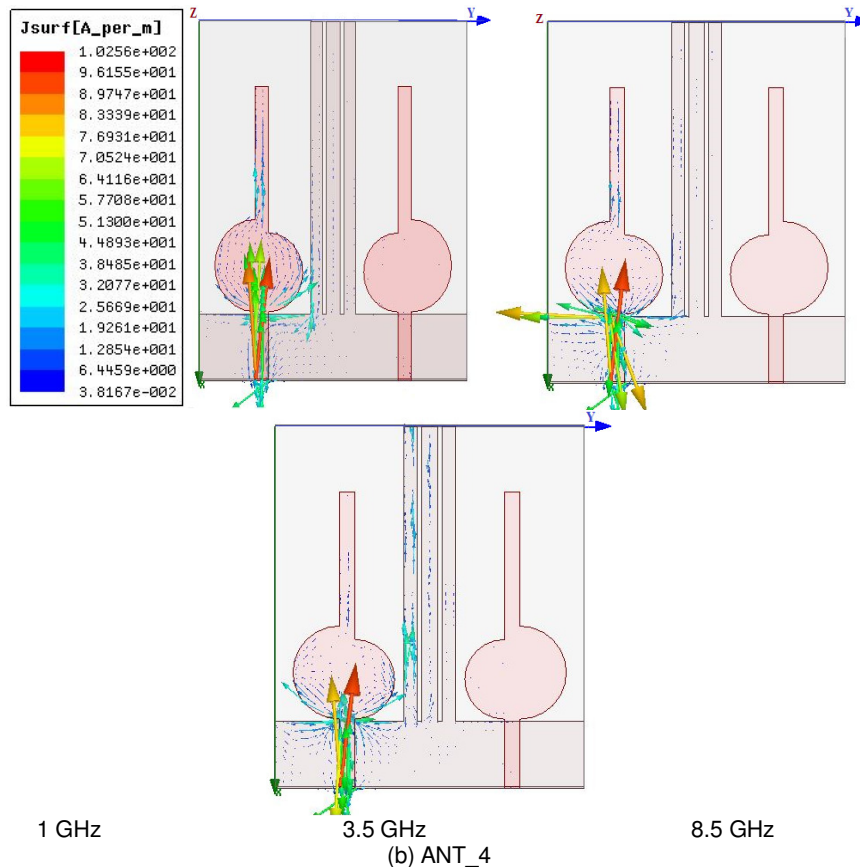 Jsurf[A_per_m]
1.0256e+002
9.6155e+001
8.9747e+001
8.3339e+001
7.6931e+001
7.0524e+001
6.4116e+001
5.7708e+001
5.1300e+001
4.4893e+001
3.8485e+001
3.2077e+001
2.5669e+001
1.9261e+001
1.2854e+001
6.4459e+000
3.8167e-002
Z
Y
Z
Y
Y
1 GHz
3.5 GHz
8.5 GHz
(b) ANT_4